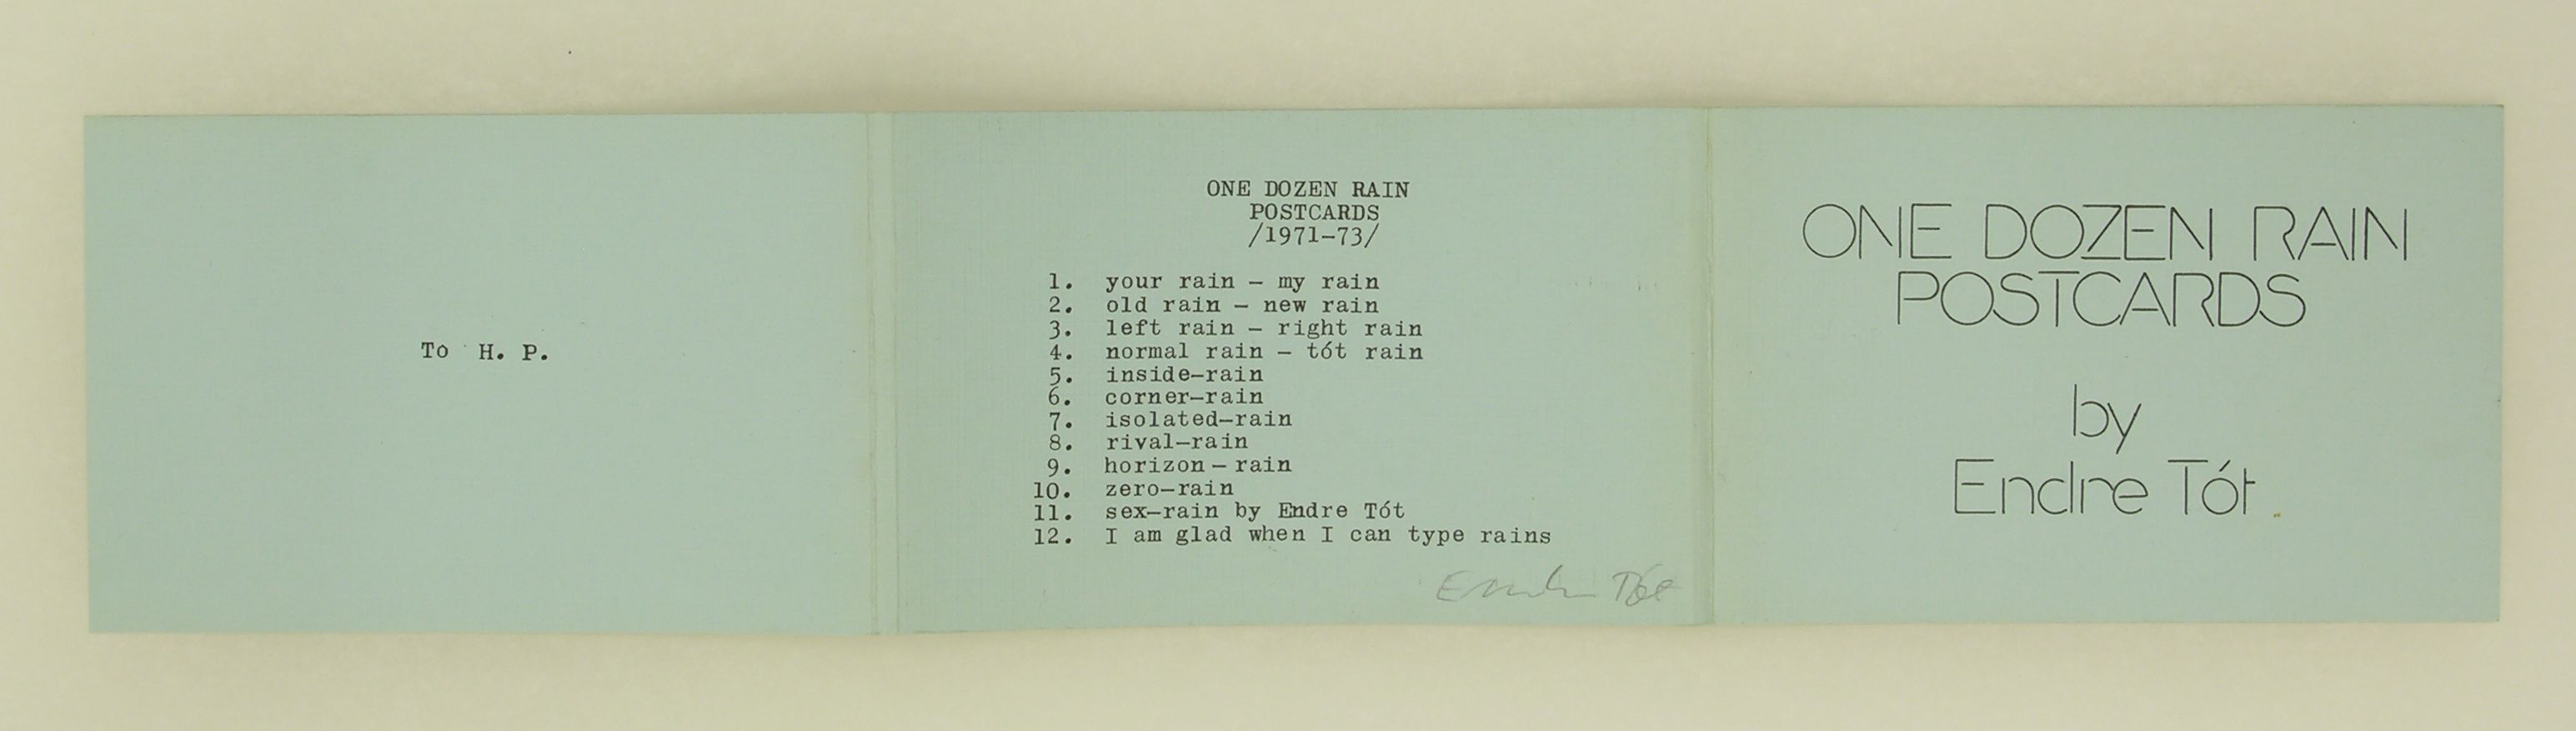 To H. P.
ONE DOZEN RAIN
POSTCARDS
/1971-73/
1. your rain - my rain
2. old rain - new rain
3. left rain - right rain
4. normal rain - tót rain
5. inside-rain
6. corner-rain
7. isolated-rain
8. rival-rain
9. horizon - rain
10. zero-rain
11. sex-rain by Endre Tót
12. I am glad when I can type rains
Endre Tót
ONE DOZEN RAIN
POSTCARDS
by
Endre Tót